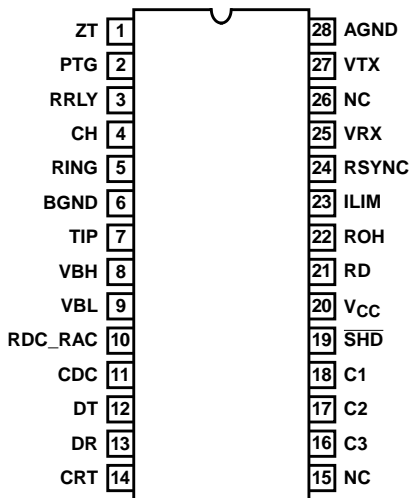 ZT 1 28 AGND
PTG 2 27 VTX
RRLY 3 26 NC
CH 4 25 VRX
RING 5 24 RSYNC
BGND 6 23 ILIM
TIP 7 22 ROH
VBH 8 21 RD
VBL 9 20 VCC
RDC_RAC 10 19 SHD
CDC 11 18 C1
DT 12 17 C2
DR 13 16 C3
CRT 14 15 NC